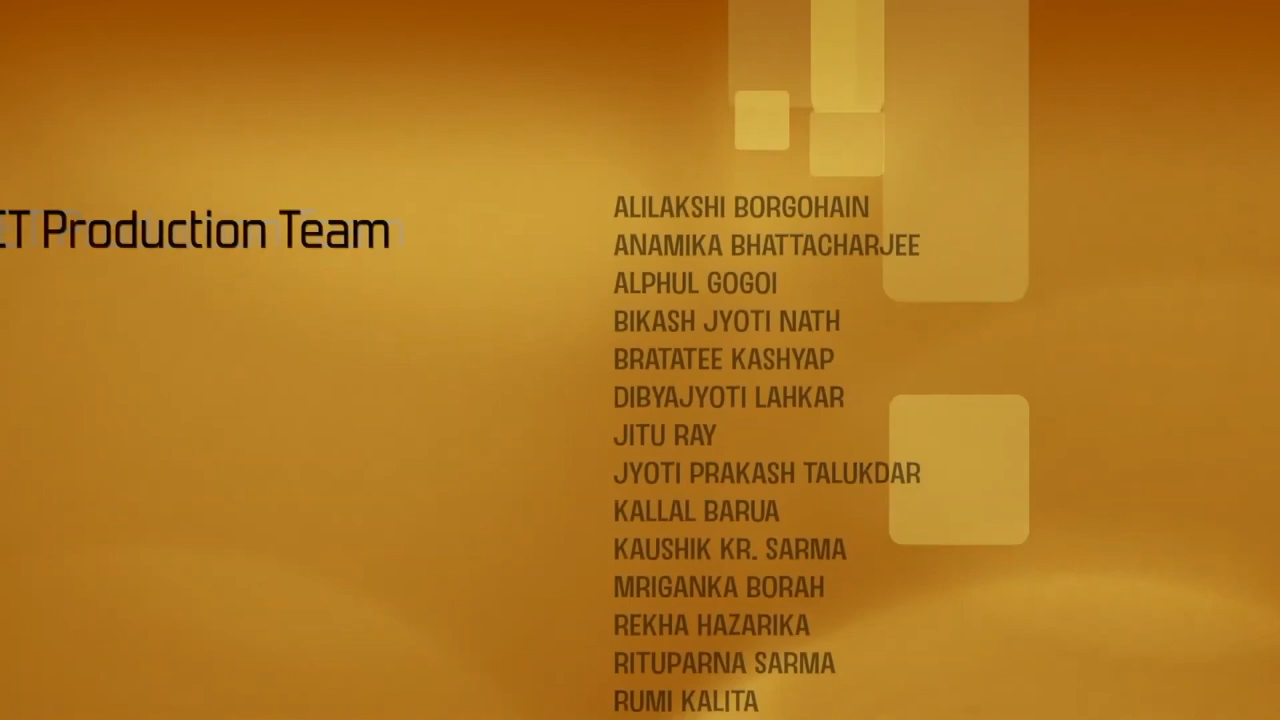 ET Production Team
ALILAKSHI BORGOHAIN
ANAMIKA BHATTACHARJEE
ALPHUL GOGOI
BIKASH JYOTI NATH
BRATATEE KASHYAP
DIBYAJYOTI LAHKAR
JITU RAY
JYOTI PRAKASH TALUKDAR
KALLAL BARUA
KAUSHIK KR. SARMA
MRIGANKA BORAH
REKHA HAZARIKA
RITUPARNA SARMA
RUMI KALITA